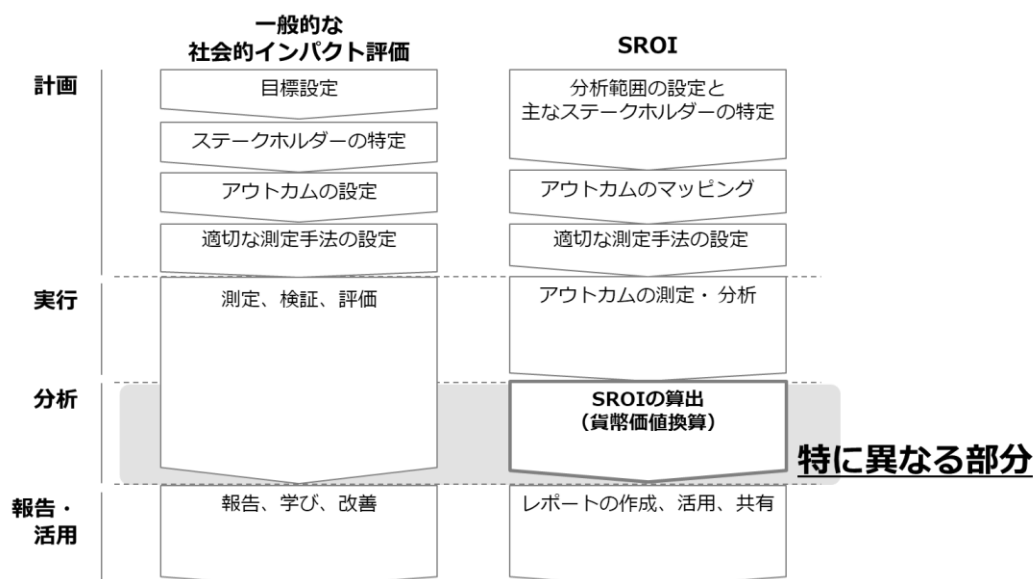 一般的な
社会的インパクト評価
SROI
計画
目標設定
ステークホルダーの特定
アウトカムの設定
適切な測定手法の設定
分析範囲の設定と
主なステークホルダーの特定
アウトカムのマッピング
適切な測定手法の設定
実行
測定、検証、評価
アウトカムの測定・ 分析
分析
SROIの算出
（貨幣価値換算）
特に異なる部分
報告・
活用
報告、学び、改善
レポートの作成、活用、共有